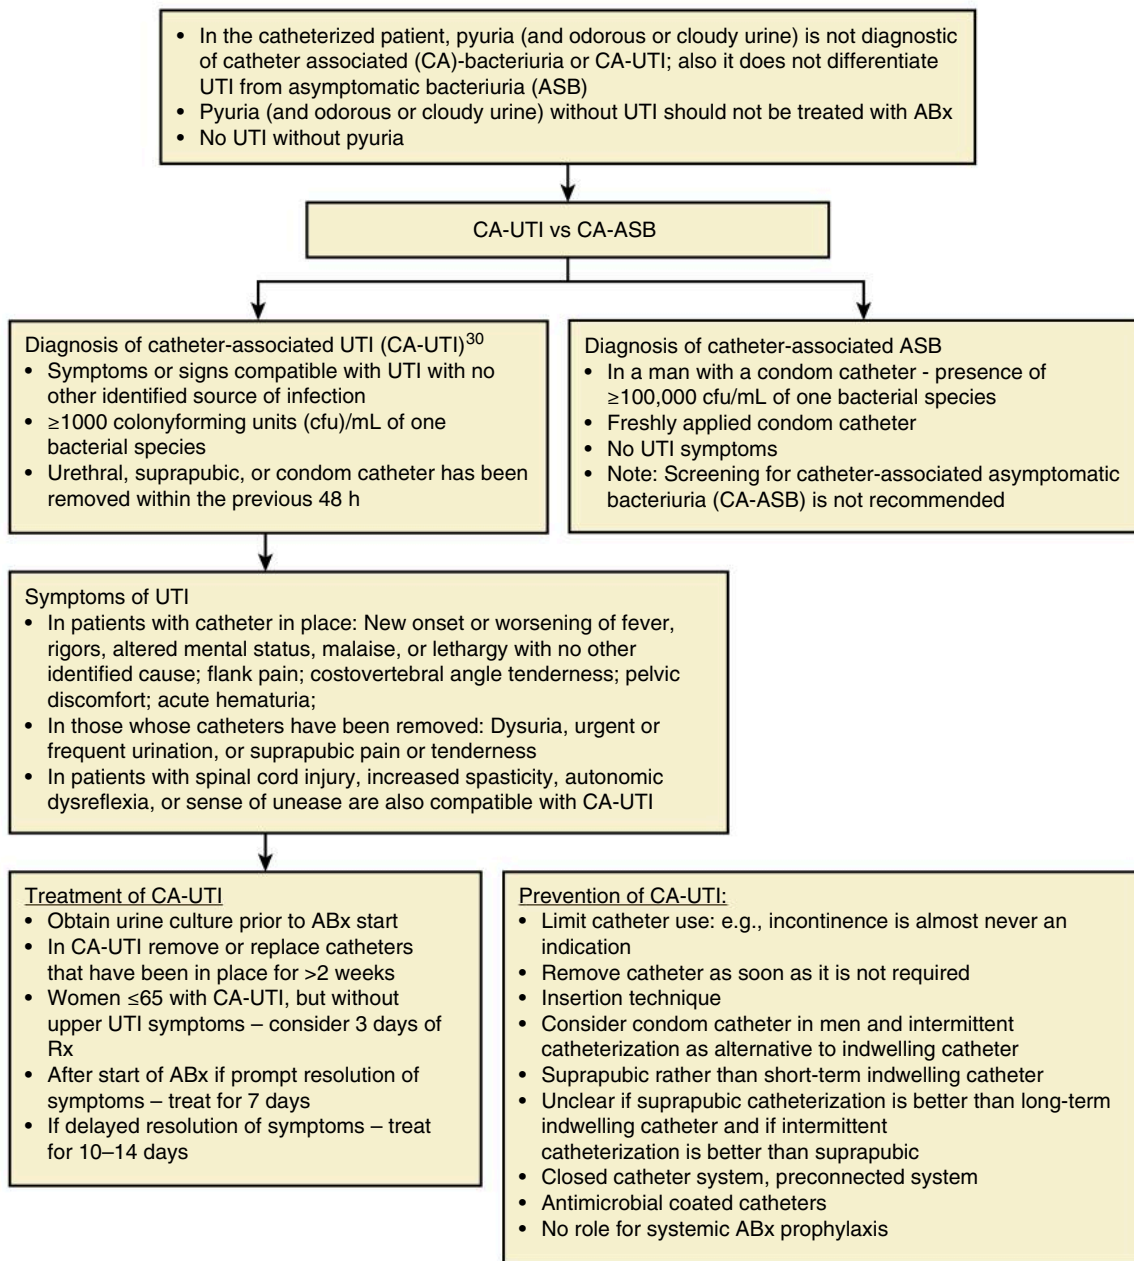 • In the catheterized patient, pyuria (and odorous or cloudy urine) is not diagnostic
of catheter associated (CA)-bacteriuria or CA-UTI; also it does not differentiate
UTI from asymptomatic bacteriuria (ASB)
• Pyuria (and odorous or cloudy urine) without UTI should not be treated with ABx
• No UTI without pyuria
CA-UTI vs CA-ASB
Diagnosis of catheter-associated UTI (CA-UTI)30
• Symptoms or signs compatible with UTI with no
other identified source of infection
• ≥1000 colonyforming units (cfu)/mL of one
bacterial species
• Urethral, suprapubic, or condom catheter has been
removed within the previous 48 h
Diagnosis of catheter-associated ASB
• In a man with a condom catheter - presence of
≥100,000 cfu/mL of one bacterial species
• Freshly applied condom catheter
• No UTI symptoms
• Note: Screening for catheter-associated asymptomatic
bacteriuria (CA-ASB) is not recommended
Symptoms of UTI
• In patients with catheter in place: New onset or worsening of fever,
rigors, altered mental status, malaise, or lethargy with no other
identified cause; flank pain; costovertebral angle tenderness; pelvic
discomfort; acute hematuria;
• In those whose catheters have been removed: Dysuria, urgent or
frequent urination, or suprapubic pain or tenderness
• In patients with spinal cord injury, increased spasticity, autonomic
dysreflexia, or sense of unease are also compatible with CA-UTI
Treatment of CA-UTI
• Obtain urine culture prior to ABx start
• In CA-UTI remove or replace catheters
that have been in place for >2 weeks
• Women ≤65 with CA-UTI, but without
upper UTI symptoms – consider 3 days of
Rx
• After start of ABx if prompt resolution of
symptoms – treat for 7 days
• If delayed resolution of symptoms – treat
for 10–14 days
Prevention of CA-UTI:
• Limit catheter use: e.g., incontinence is almost never an
indication
• Remove catheter as soon as it is not required
• Insertion technique
• Consider condom catheter in men and intermittent
catheterization as alternative to indwelling catheter
• Suprapubic rather than short-term indwelling catheter
• Unclear if suprapubic catheterization is better than long-term
indwelling catheter and if intermittent
catheterization is better than suprapubic
• Closed catheter system, preconnected system
• Antimicrobial coated catheters
• No role for systemic ABx prophylaxis